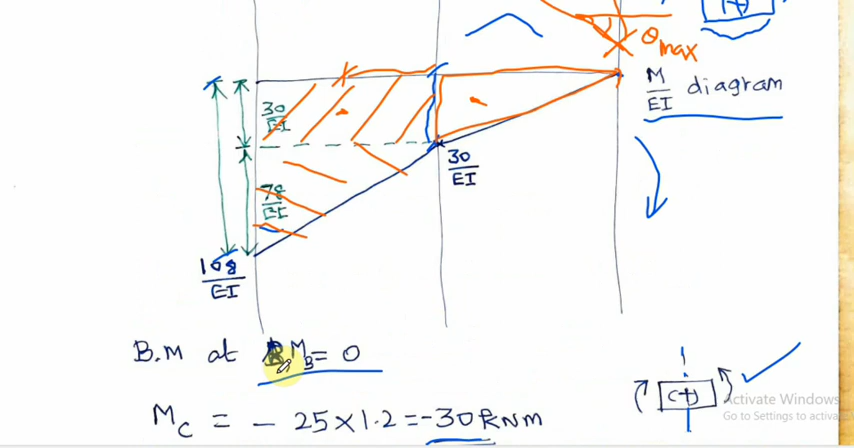 (+)
θmax
M/EI diagram
30/EI
30/EI
78/EI
108/EI
B.M at B MB = 0
MC = - 25×1.2 = -30 KNm
(+)
Activate Windows
Go to Settings to activate